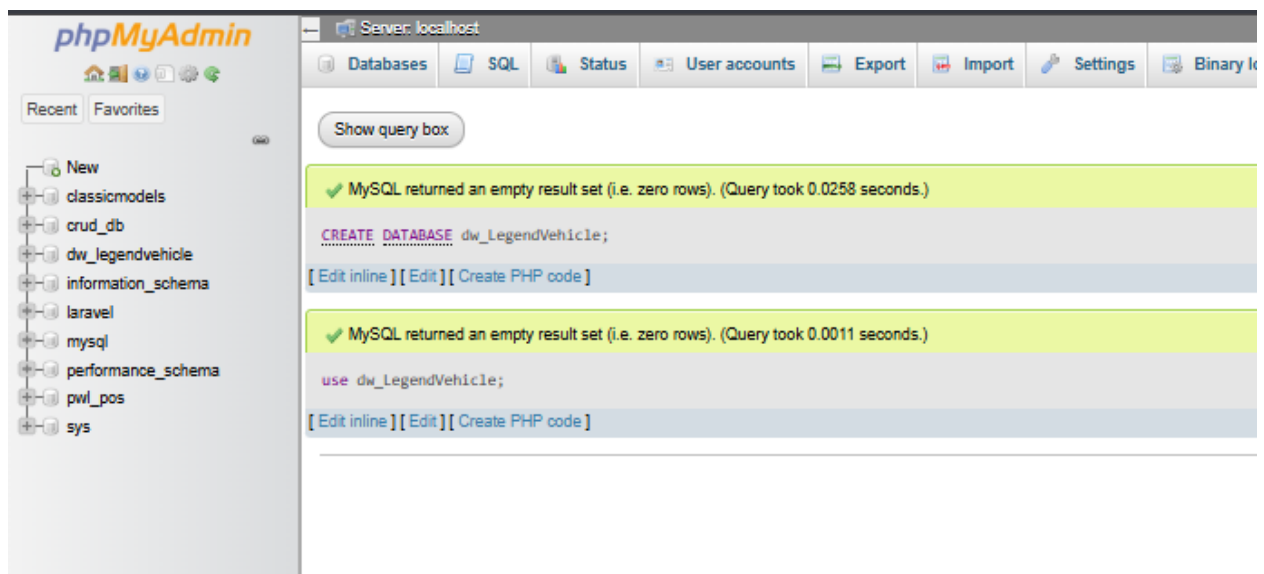 phpMyAdmin
Recent Favorites
New
classicmodels
crud_db
dw_legendvehicle
information_schema
laravel
mysql
performance_schema
pwl_pos
sys
Server: localhost
Databases SQL Status User accounts Export Import Settings Binary lo
Show query box
MySQL returned an empty result set (i.e. zero rows). (Query took 0.0258 seconds.)
CREATE DATABASE dw_LegendVehicle;
[ Edit inline ] [ Edit ] [ Create PHP code ]
MySQL returned an empty result set (i.e. zero rows). (Query took 0.0011 seconds.)
use dw_LegendVehicle;
[ Edit inline ] [ Edit ] [ Create PHP code ]